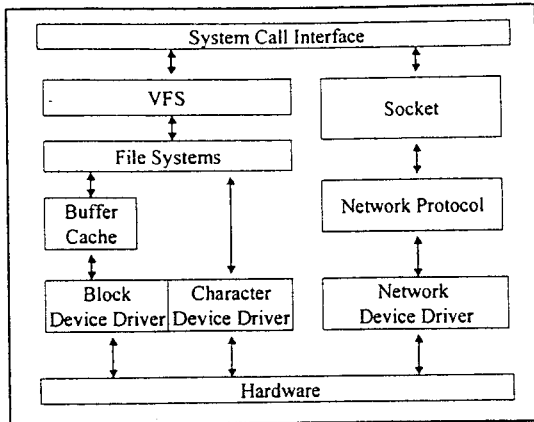 System Call Interface
VFS
Socket
File Systems
Buffer
Cache
Network Protocol
Block
Device Driver
Character
Device Driver
Network
Device Driver
Hardware